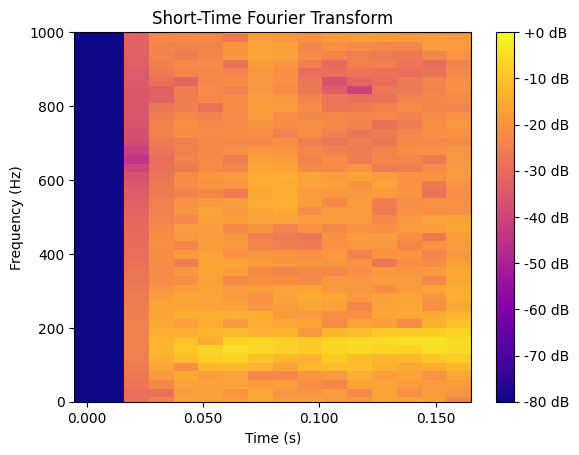 Short-Time Fourier Transform
1000
800
600
400
200
0
Frequency (Hz)
0.000
0.050
0.100
0.150
Time (s)
+0 dB
-10 dB
-20 dB
-30 dB
-40 dB
-50 dB
-60 dB
-70 dB
-80 dB